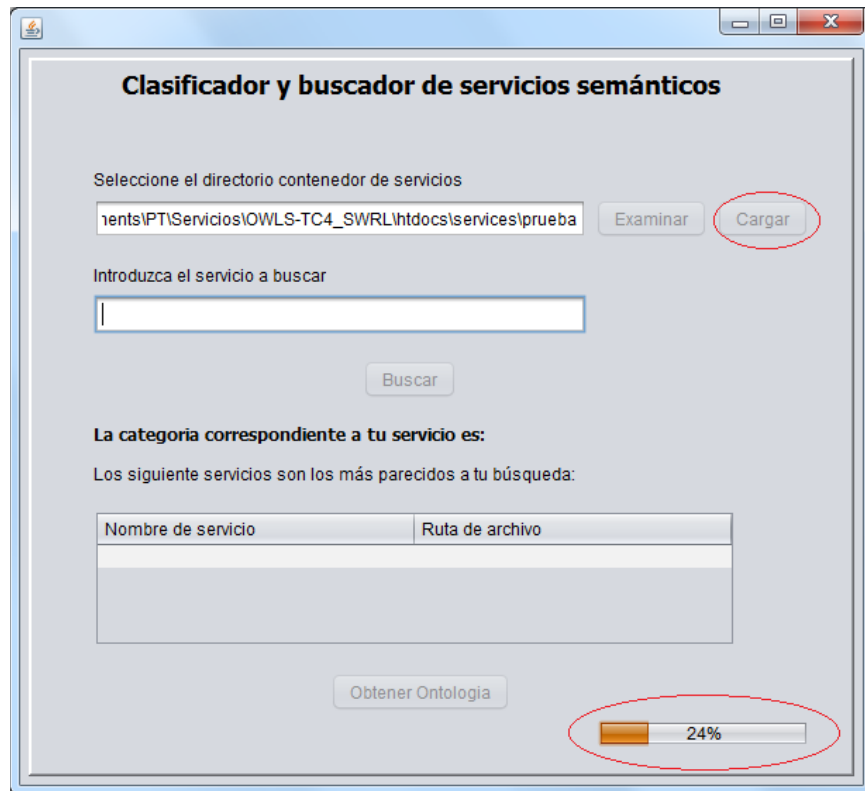 Clasificador y buscador de servicios semánticos
Seleccione el directorio contenedor de servicios
nents\PT\Servicios\OWLS-TC4_SWRL\htdocs\services\prueba Examinar Cargar
Introduzca el servicio a buscar
Buscar
La categoria correspondiente a tu servicio es:
Los siguiente servicios son los más parecidos a tu búsqueda:
Nombre de servicio Ruta de archivo
Obtener Ontologia
24%